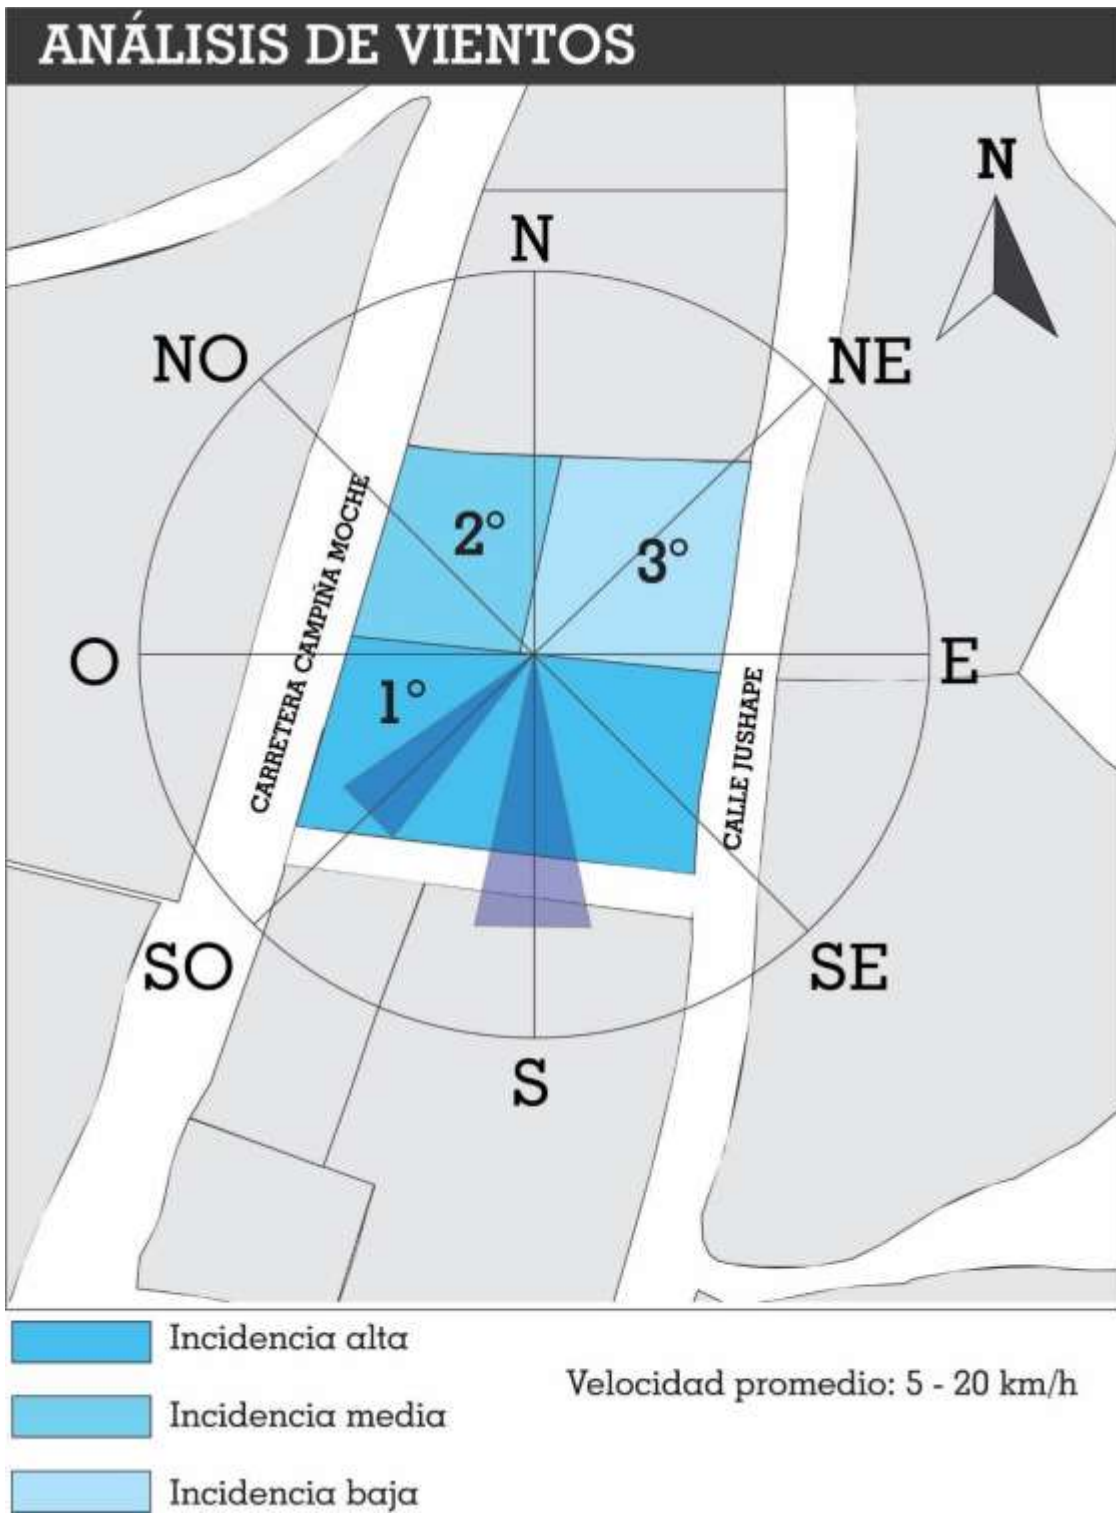 ANÁLISIS DE VIENTOS
N
N
NO
NE
2°
3°
CARRETERA CAMPIÑA MOCHE
O
E
1°
CALLE JUSHAPE
SO
SE
S
Incidencia alta
Velocidad promedio: 5 - 20 km/h
Incidencia media
Incidencia baja